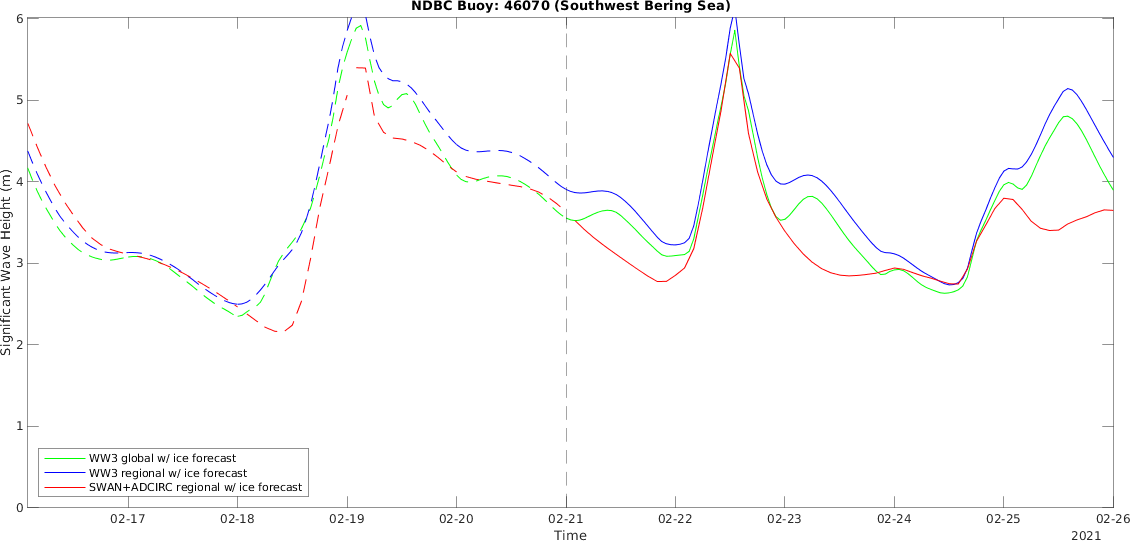 NDBC Buoy: 46070 (Southwest Bering Sea)
6
5
4
3
2
1
0
Significant Wave Height (m)
WW3 global w/ ice forecast
WW3 regional w/ ice forecast
SWAN+ADCIRC regional w/ ice forecast
02-17 02-18 02-19 02-20 02-21 02-22 02-23 02-24 02-25 02-26
Time
2021